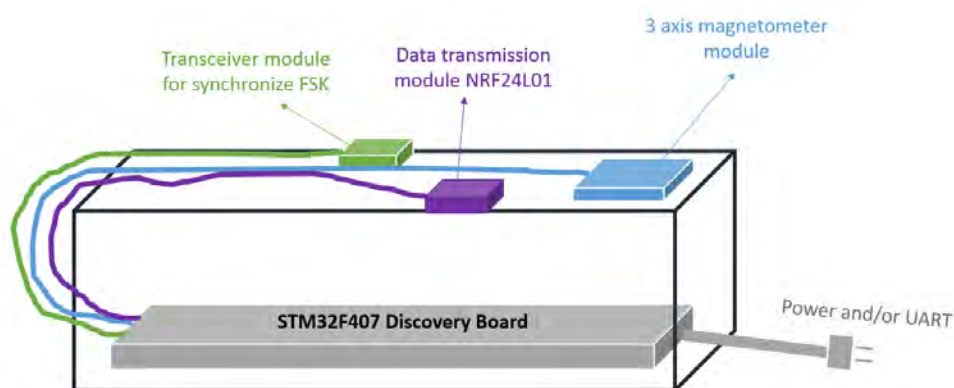 Transceiver module
for synchronize FSK
Data transmission
module NRF24L01
3 axis magnetometer
module
STM32F407 Discovery Board
Power and/or UART